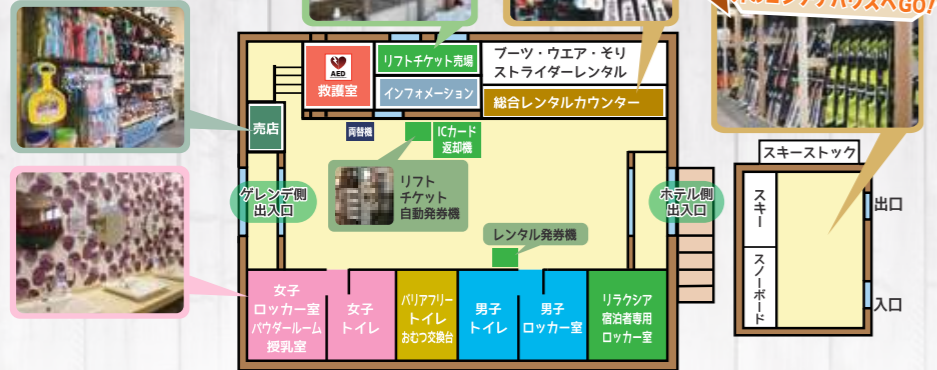 ハウスへGO!
リフトチケット売場
ブーツ・ウエア・そり
ストライダーレンタル
AED
救護室
インフォメーション
総合レンタルカウンター
売店
両替機
ICカード
返却機
スキーストック
リフト
チケット
自動発券機
ゲレンデ側
出入口
ホテル側
出入口
スキー
出口
レンタル発券機
スノーボード
入口
女子
ロッカー室
パウダールーム
授乳室
女子
トイレ
バリアフリー
トイレ
おむつ交換台
男子
トイレ
男子
ロッカー室
リラクシア
宿泊者専用
ロッカー室